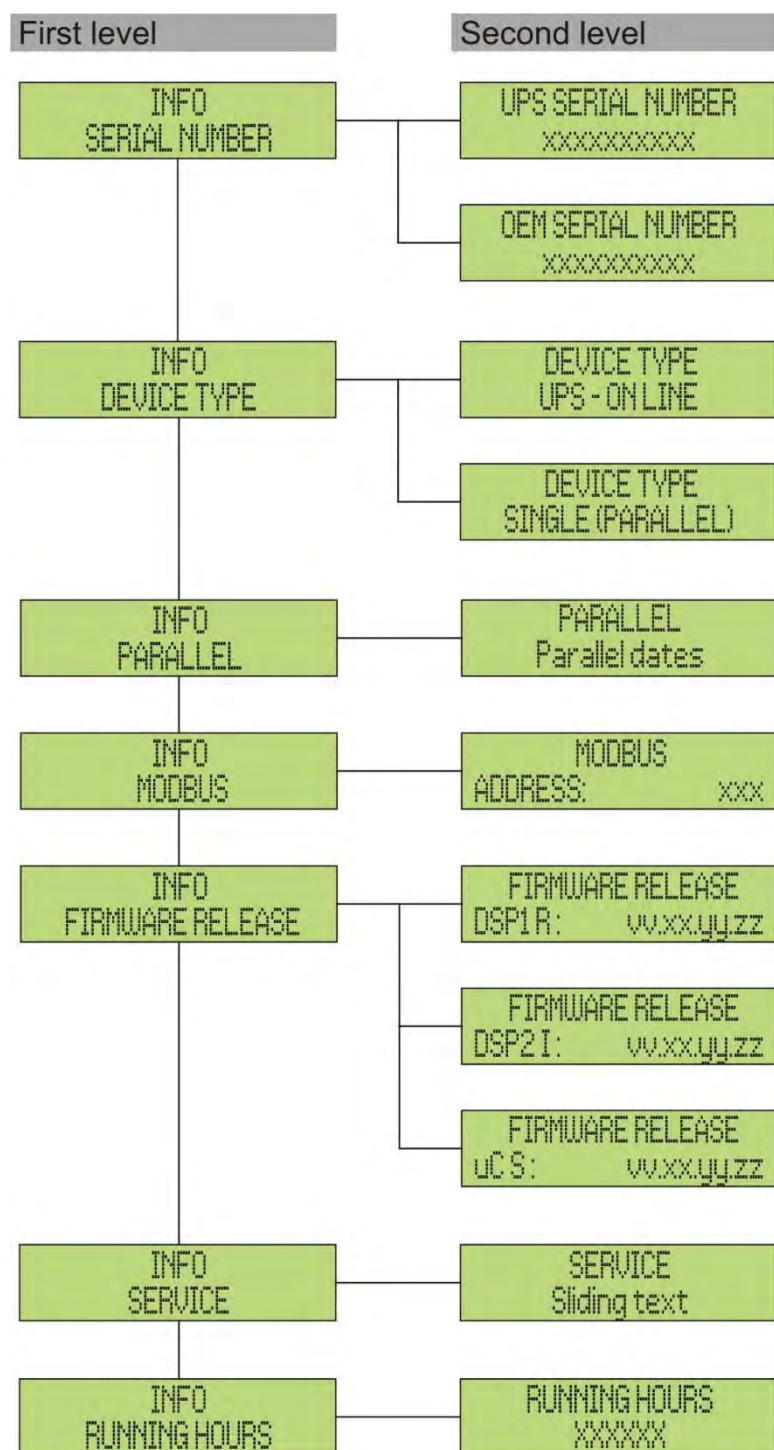 First level
Second level
INFO
SERIAL NUMBER
UPS SERIAL NUMBER
XXXXXXXXXXX
OEM SERIAL NUMBER
XXXXXXXXXXX
INFO
DEVICE TYPE
DEVICE TYPE
UPS - ON LINE
DEVICE TYPE
SINGLE (PARALLEL)
INFO
PARALLEL
PARALLEL
Parallel dates
INFO
MODBUS
MODBUS
ADDRESS: XXX
INFO
FIRMWARE RELEASE
FIRMWARE RELEASE
DSP1 R: vv.xx.yy.zz
FIRMWARE RELEASE
DSP2 I: vv.xx.yy.zz
FIRMWARE RELEASE
uC S: vv.xx.yy.zz
INFO
SERVICE
SERVICE
Sliding text
INFO
RUNNING HOURS
RUNNING HOURS
XXXXXX